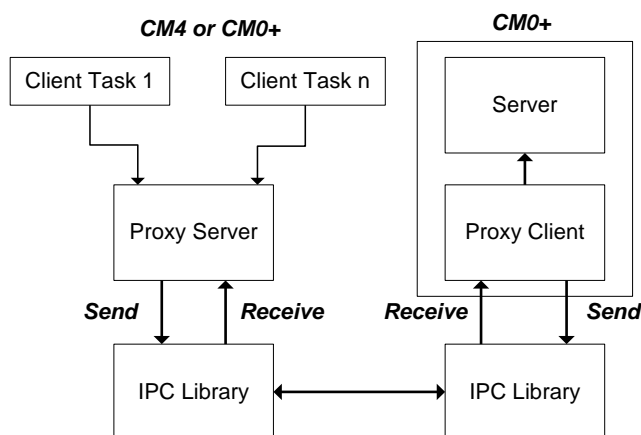 CM4 or CM0+
CM0+
Client Task 1
Client Task n
Server
Proxy Server
Proxy Client
Send
Receive
Receive
Send
IPC Library
IPC Library